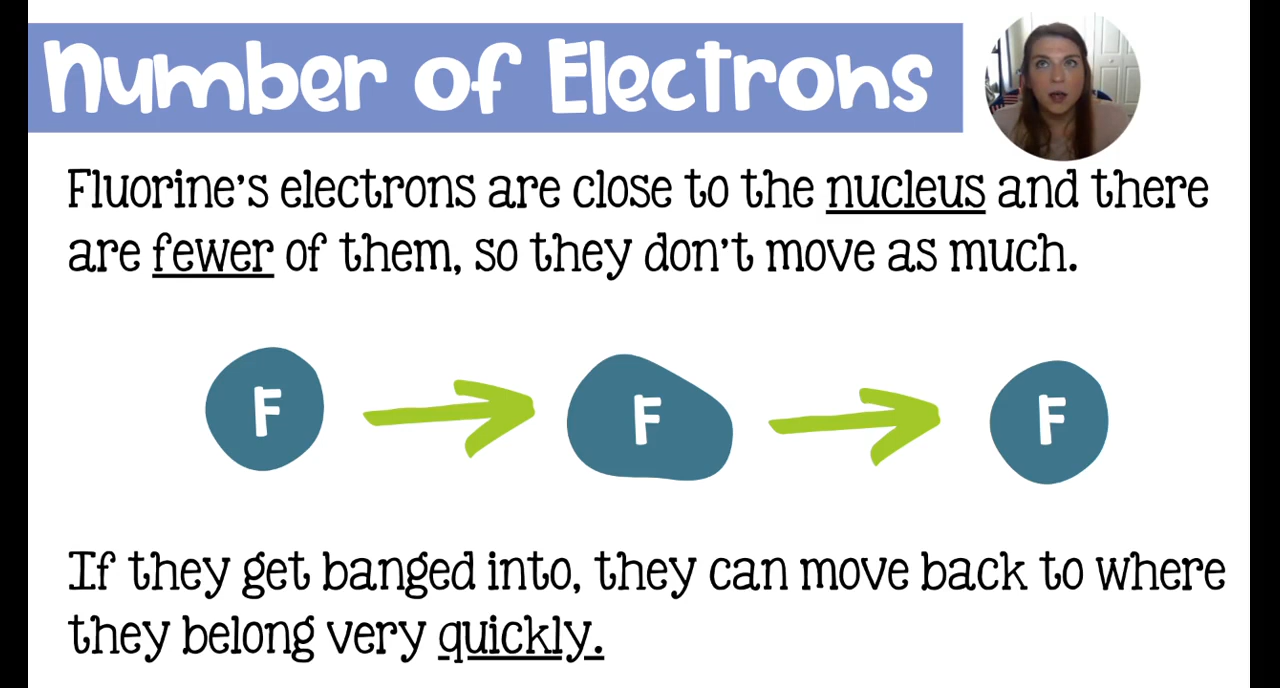 Number of Electrons
Fluorine's electrons are close to the nucleus and there
are fewer of them, so they don't move as much.
F
F
F
If they get banged into, they can move back to where
they belong very quickly.